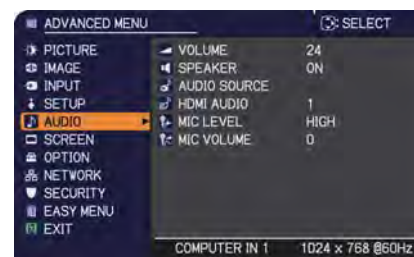 ADVANCED MENU
SELECT
PICTURE
IMAGE
INPUT
SETUP
AUDIO
SCREEN
OPTION
NETWORK
SECURITY
EASY MENU
EXIT
VOLUME 24
SPEAKER ON
AUDIO SOURCE
HDMI AUDIO 1
MIC LEVEL HIGH
MIC VOLUME 0
COMPUTER IN 1 1024 x 768 @60Hz